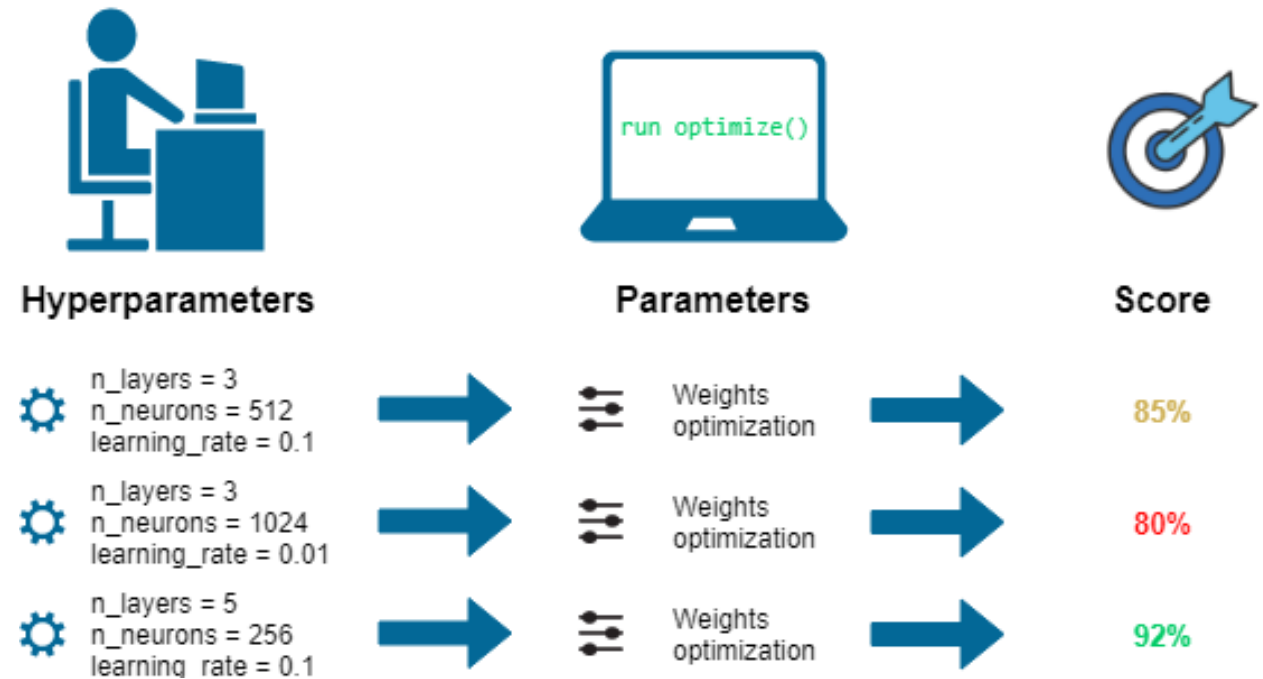 run optimize()
Hyperparameters
Parameters
Score
n_layers = 3
n_neurons = 512
learning_rate = 0.1
Weights
optimization
85%
n_layers = 3
n_neurons = 1024
learning_rate = 0.01
Weights
optimization
80%
n_layers = 5
n_neurons = 256
learning_rate = 0.1
Weights
optimization
92%